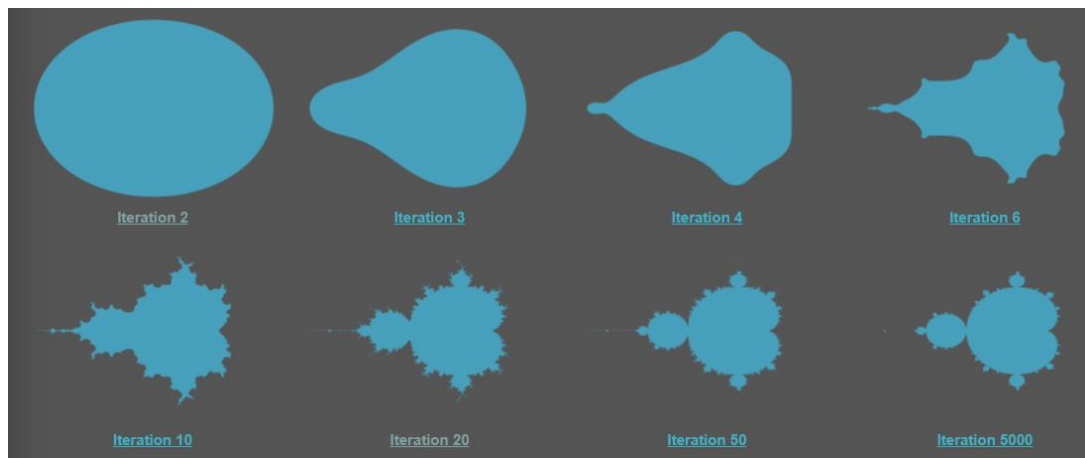 Iteration 2
Iteration 3
Iteration 4
Iteration 6
Iteration 10
Iteration 20
Iteration 50
Iteration 5000